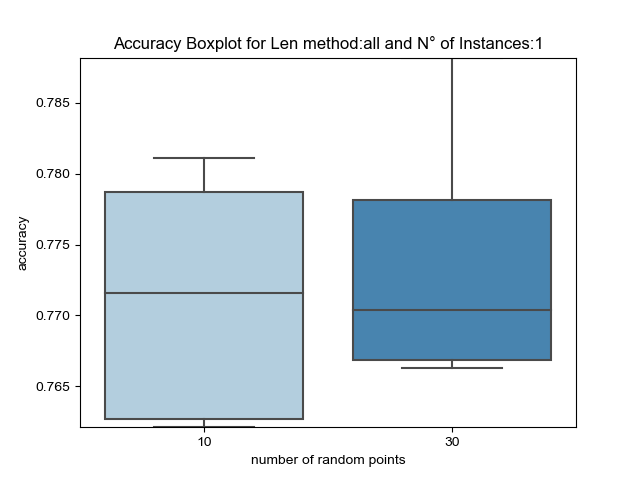 Accuracy Boxplot for Len method:all and N° of Instances:1
0.785
0.780
0.775
0.770
0.765
accuracy
10
30
number of random points